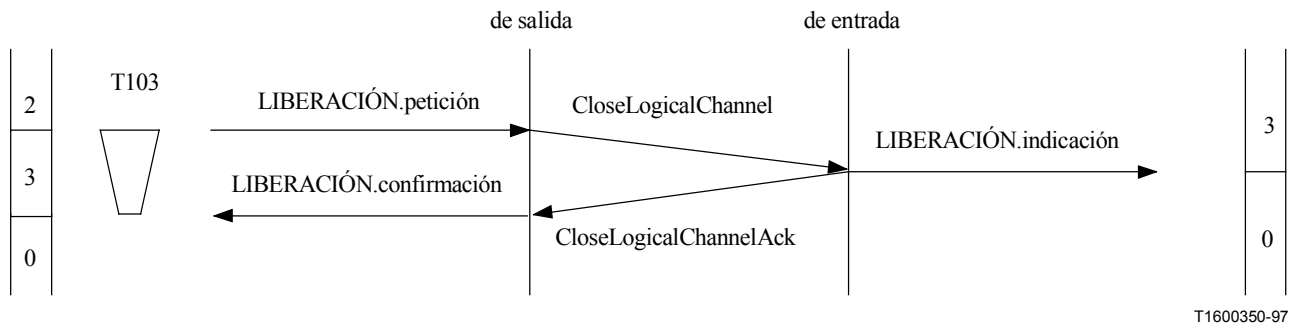 de salida
de entrada
T103
LIBERACIÓN.petición
CloseLogicalChannel
2
3
LIBERACIÓN.indicación
3
LIBERACIÓN.confirmación
CloseLogicalChannelAck
0
0
T1600350-97